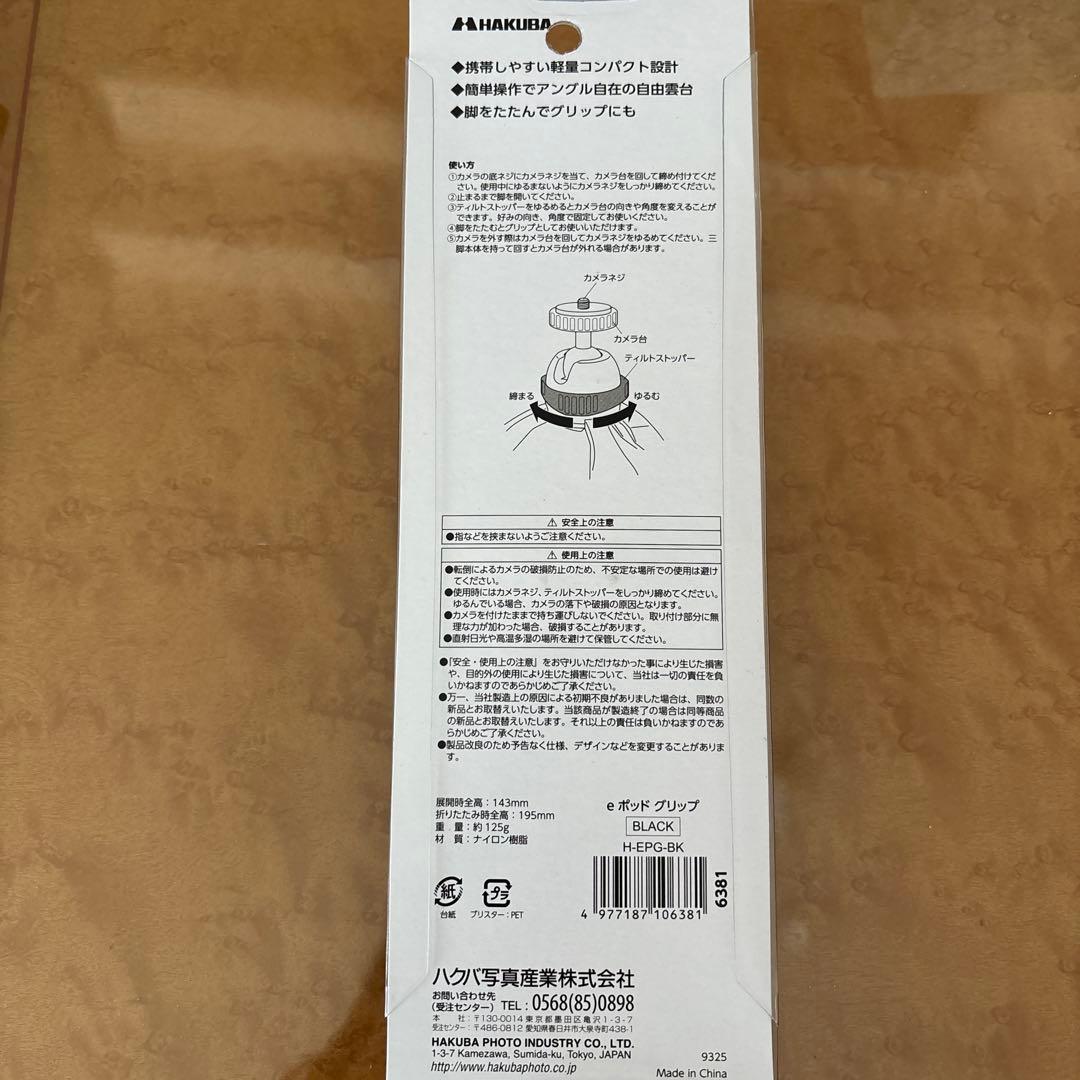 HAKUBA
◆携帯しやすい軽量コンパクト設計
◆簡単操作でアングル自在の自由雲台
◆脚をたたんでグリップにも
使い方
①カメラの底ネジにカメラネジを当て、カメラ台を回して締め付けてくだ
さい。使用中にゆるまないようにカメラネジをしっかり締めてください。
②止まるまで脚を開いてください。
③ティルトストッパーをゆるめるとカメラ台の向きや角度を変えることが
できます。好みの向き、角度で固定してお使いください。
④脚をたたむとグリップとしてお使いいただけます。
⑤カメラを外す際はカメラ台を回してカメラネジをゆるめてください。三
脚本体を持って回すとカメラ台が外れる場合があります。
カメラネジ
カメラ台
ティルトストッパー
締まる
ゆるむ
⚠ 安全上の注意
●指などを挟まないようご注意ください。
⚠ 使用上の注意
●転倒によるカメラの破損防止のため、不安定な場所での使用は避け
てください。
●使用時にはカメラネジ、ティルトストッパーをしっかり締めてください。
ゆるんでいる場合、カメラの落下や破損の原因となります。
●カメラを付けたままで持ち運びしないでください。取り付け部分に無
理な力が加わった場合、破損することがあります。
●直射日光や高温多湿の場所を避けて保管してください。
●「安全・使用上の注意」をお守りいただけなかった事により生じた損害
や、目的外の使用により生じた損害について、当社は一切の責任を負
いかねますのであらかじめご了承ください。
●万一、当社製造上の原因による初期不良がありました場合は、同数の
新品とお取替えいたします。当該商品が製造終了の場合は同等商品
の新品とお取替えいたします。それ以上の責任は負いかねますのであ
らかじめご了承ください。
●製品改良のため予告なく仕様、デザインなどを変更することがありま
す。
展開時全高：143mm
折りたたみ時全高：195mm
重 量：約125g
材 質：ナイロン樹脂
e ポッド グリップ
BLACK
H-EPG-BK
4 977187 106381
6381
紙
台紙
プラ
ブリスター：PET
ハクバ写真産業株式会社
お問い合わせ先
(受注センター) TEL：0568(85)0898
本 社：〒130-0014 東京都墨田区亀沢1-3-7
受注センター：〒486-0812 愛知県春日井市大泉寺町438-1
HAKUBA PHOTO INDUSTRY CO., LTD.
1-3-7 Kamezawa, Sumida-ku, Tokyo, JAPAN
http://www.hakubaphoto.co.jp
9325
Made in China